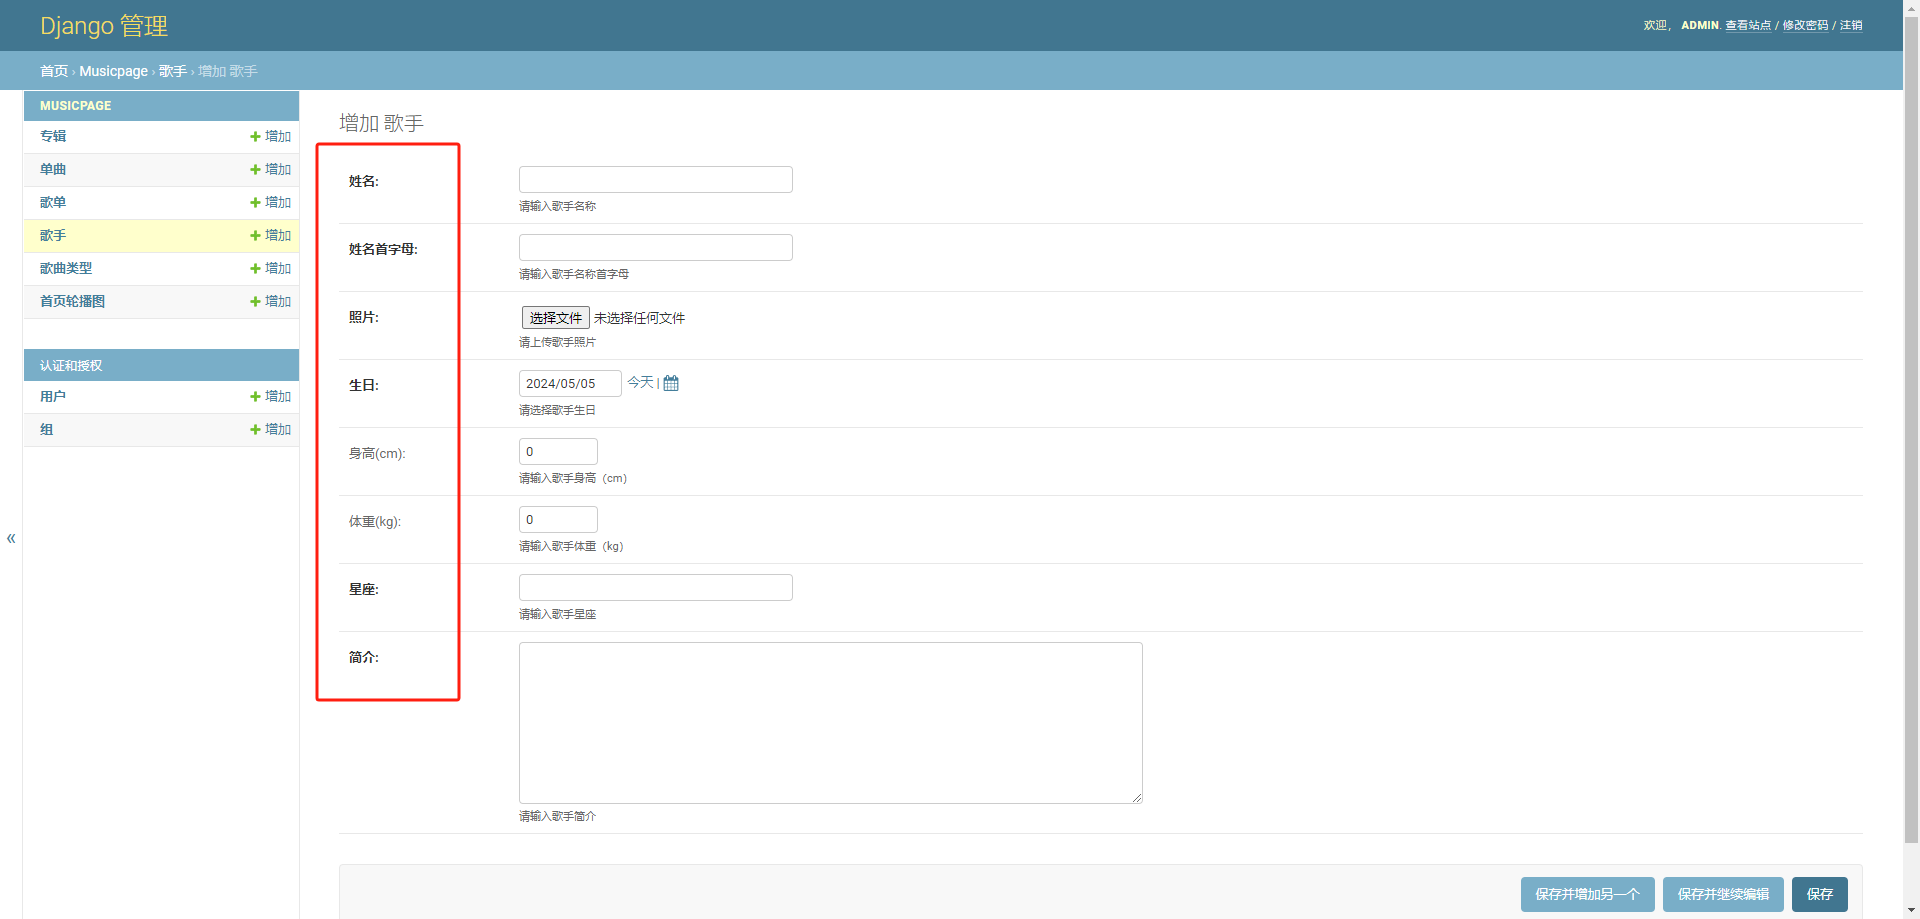 Django 管理
欢迎， ADMIN. 查看站点 / 修改密码 / 注销
首页 › Musicpage › 歌手 › 增加 歌手
MUSICPAGE
专辑 增加
单曲 增加
歌单 增加
歌手 增加
歌曲类型 增加
首页轮播图 增加
认证和授权
用户 增加
组 增加
«
增加 歌手
姓名:
请输入歌手名称
姓名首字母:
请输入歌手名称首字母
照片: 选择文件 未选择任何文件
请上传歌手照片
生日: 2024/05/05 今天 |
请选择歌手生日
身高(cm): 0
请输入歌手身高（cm）
体重(kg): 0
请输入歌手体重（kg）
星座:
请输入歌手星座
简介:
请输入歌手简介
保存并增加另一个 保存并继续编辑 保存